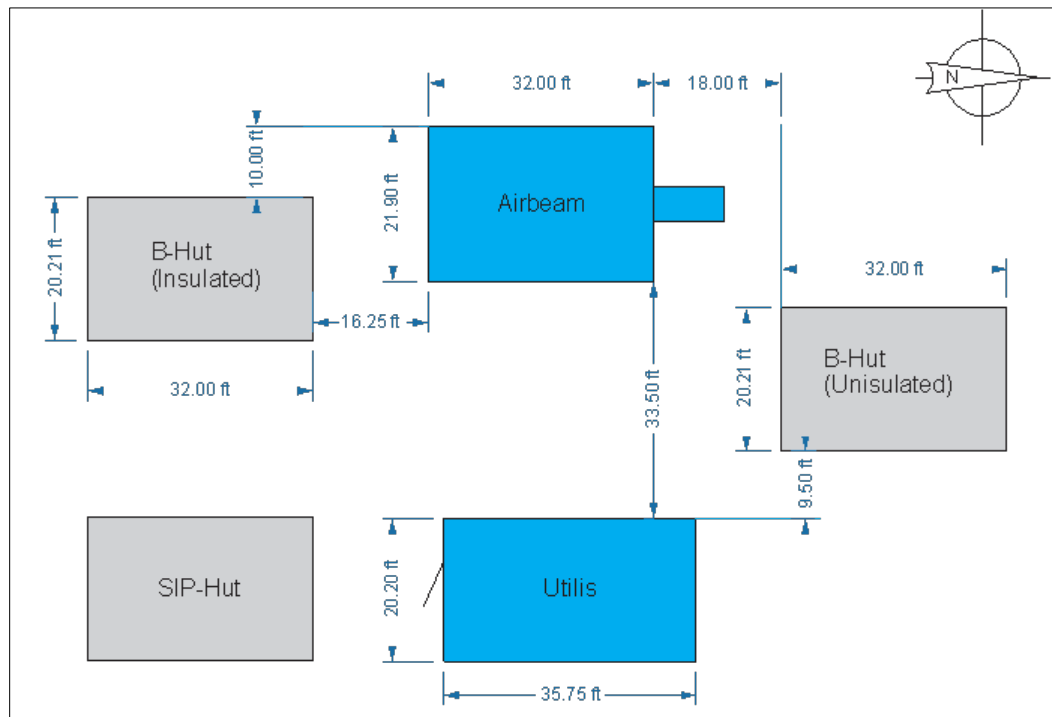 N
32.00 ft
18.00 ft
10.00 ft
21.90 ft
Airbeam
20.21 ft
B-Hut
(Insulated)
32.00 ft
16.25 ft
32.00 ft
33.50 ft
20.21 ft
B-Hut
(Unisulated)
9.50 ft
SIP-Hut
20.20 ft
Utilis
35.75 ft